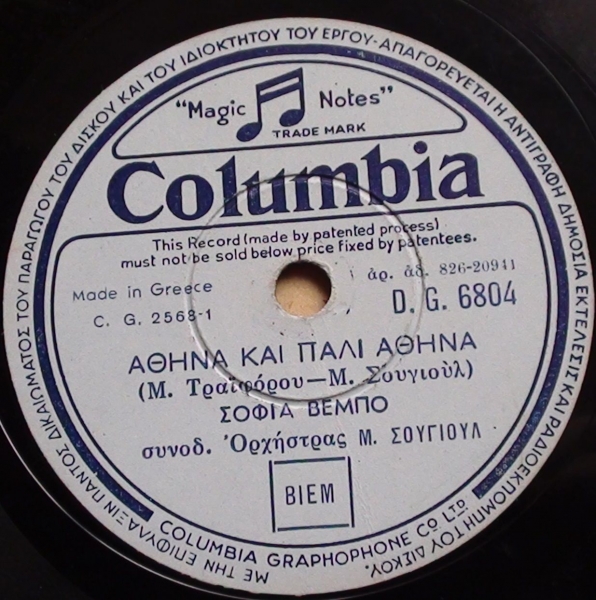 ΜΕ ΤΗΝ ΕΠΙΦΥΛΑΞΙΝ ΠΑΝΤΟΣ ΔΙΚΑΙΩΜΑΤΟΣ ΤΟΥ ΠΑΡΑΓΩΓΟΥ ΤΟΥ ΔΙΣΚΟΥ ΚΑΙ ΤΟΥ ΙΔΙΟΚΤΗΤΟΥ ΤΟΥ ΕΡΓΟΥ·ΑΠΑΓΟΡΕΥΕΤΑΙ Η ΑΝΤΙΓΡΑΦΗ ΔΗΜΟΣΙΑ ΕΚΤΕΛΕΣΙΣ ΚΑΙ ΡΑΔΙΟΕΚΠΟΜΠΗ ΤΟΥ ΔΙΣΚΟΥ.
"Magic Notes"
TRADE MARK
Columbia
This Record (made by patented process)
must not be sold below price fixed by patentees.
Made in Greece
ἀρ. ἀδ. 826-20941
C. G. 2568-1
D. G. 6804
ΑΘΗΝΑ ΚΑΙ ΠΑΛΙ ΑΘΗΝΑ
(Μ. Τραϊφόρου—Μ. Σουγιούλ)
ΣΟΦΙΑ ΒΕΜΠΟ
συνοδ. Ὀρχήστρας Μ. ΣΟΥΓΙΟΥΛ
BIEM
COLUMBIA GRAPHOPHONE CO LTD